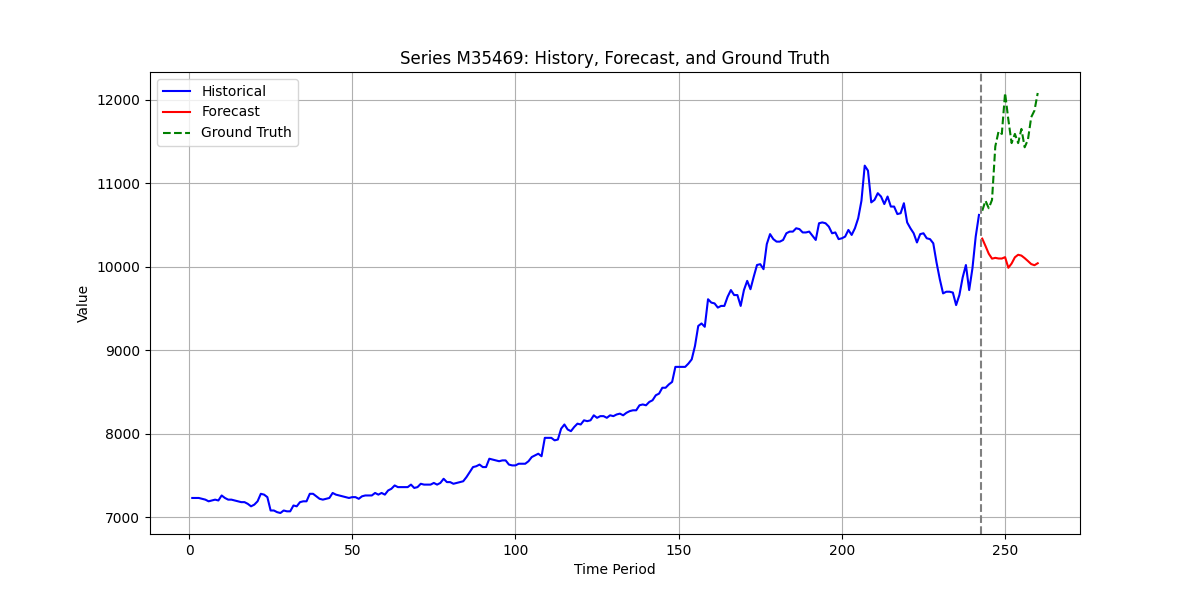 Series M35469: History, Forecast, and Ground Truth
Historical
Forecast
Ground Truth
12000
11000
10000
9000
8000
7000
Value
0
50
100
150
200
250
Time Period